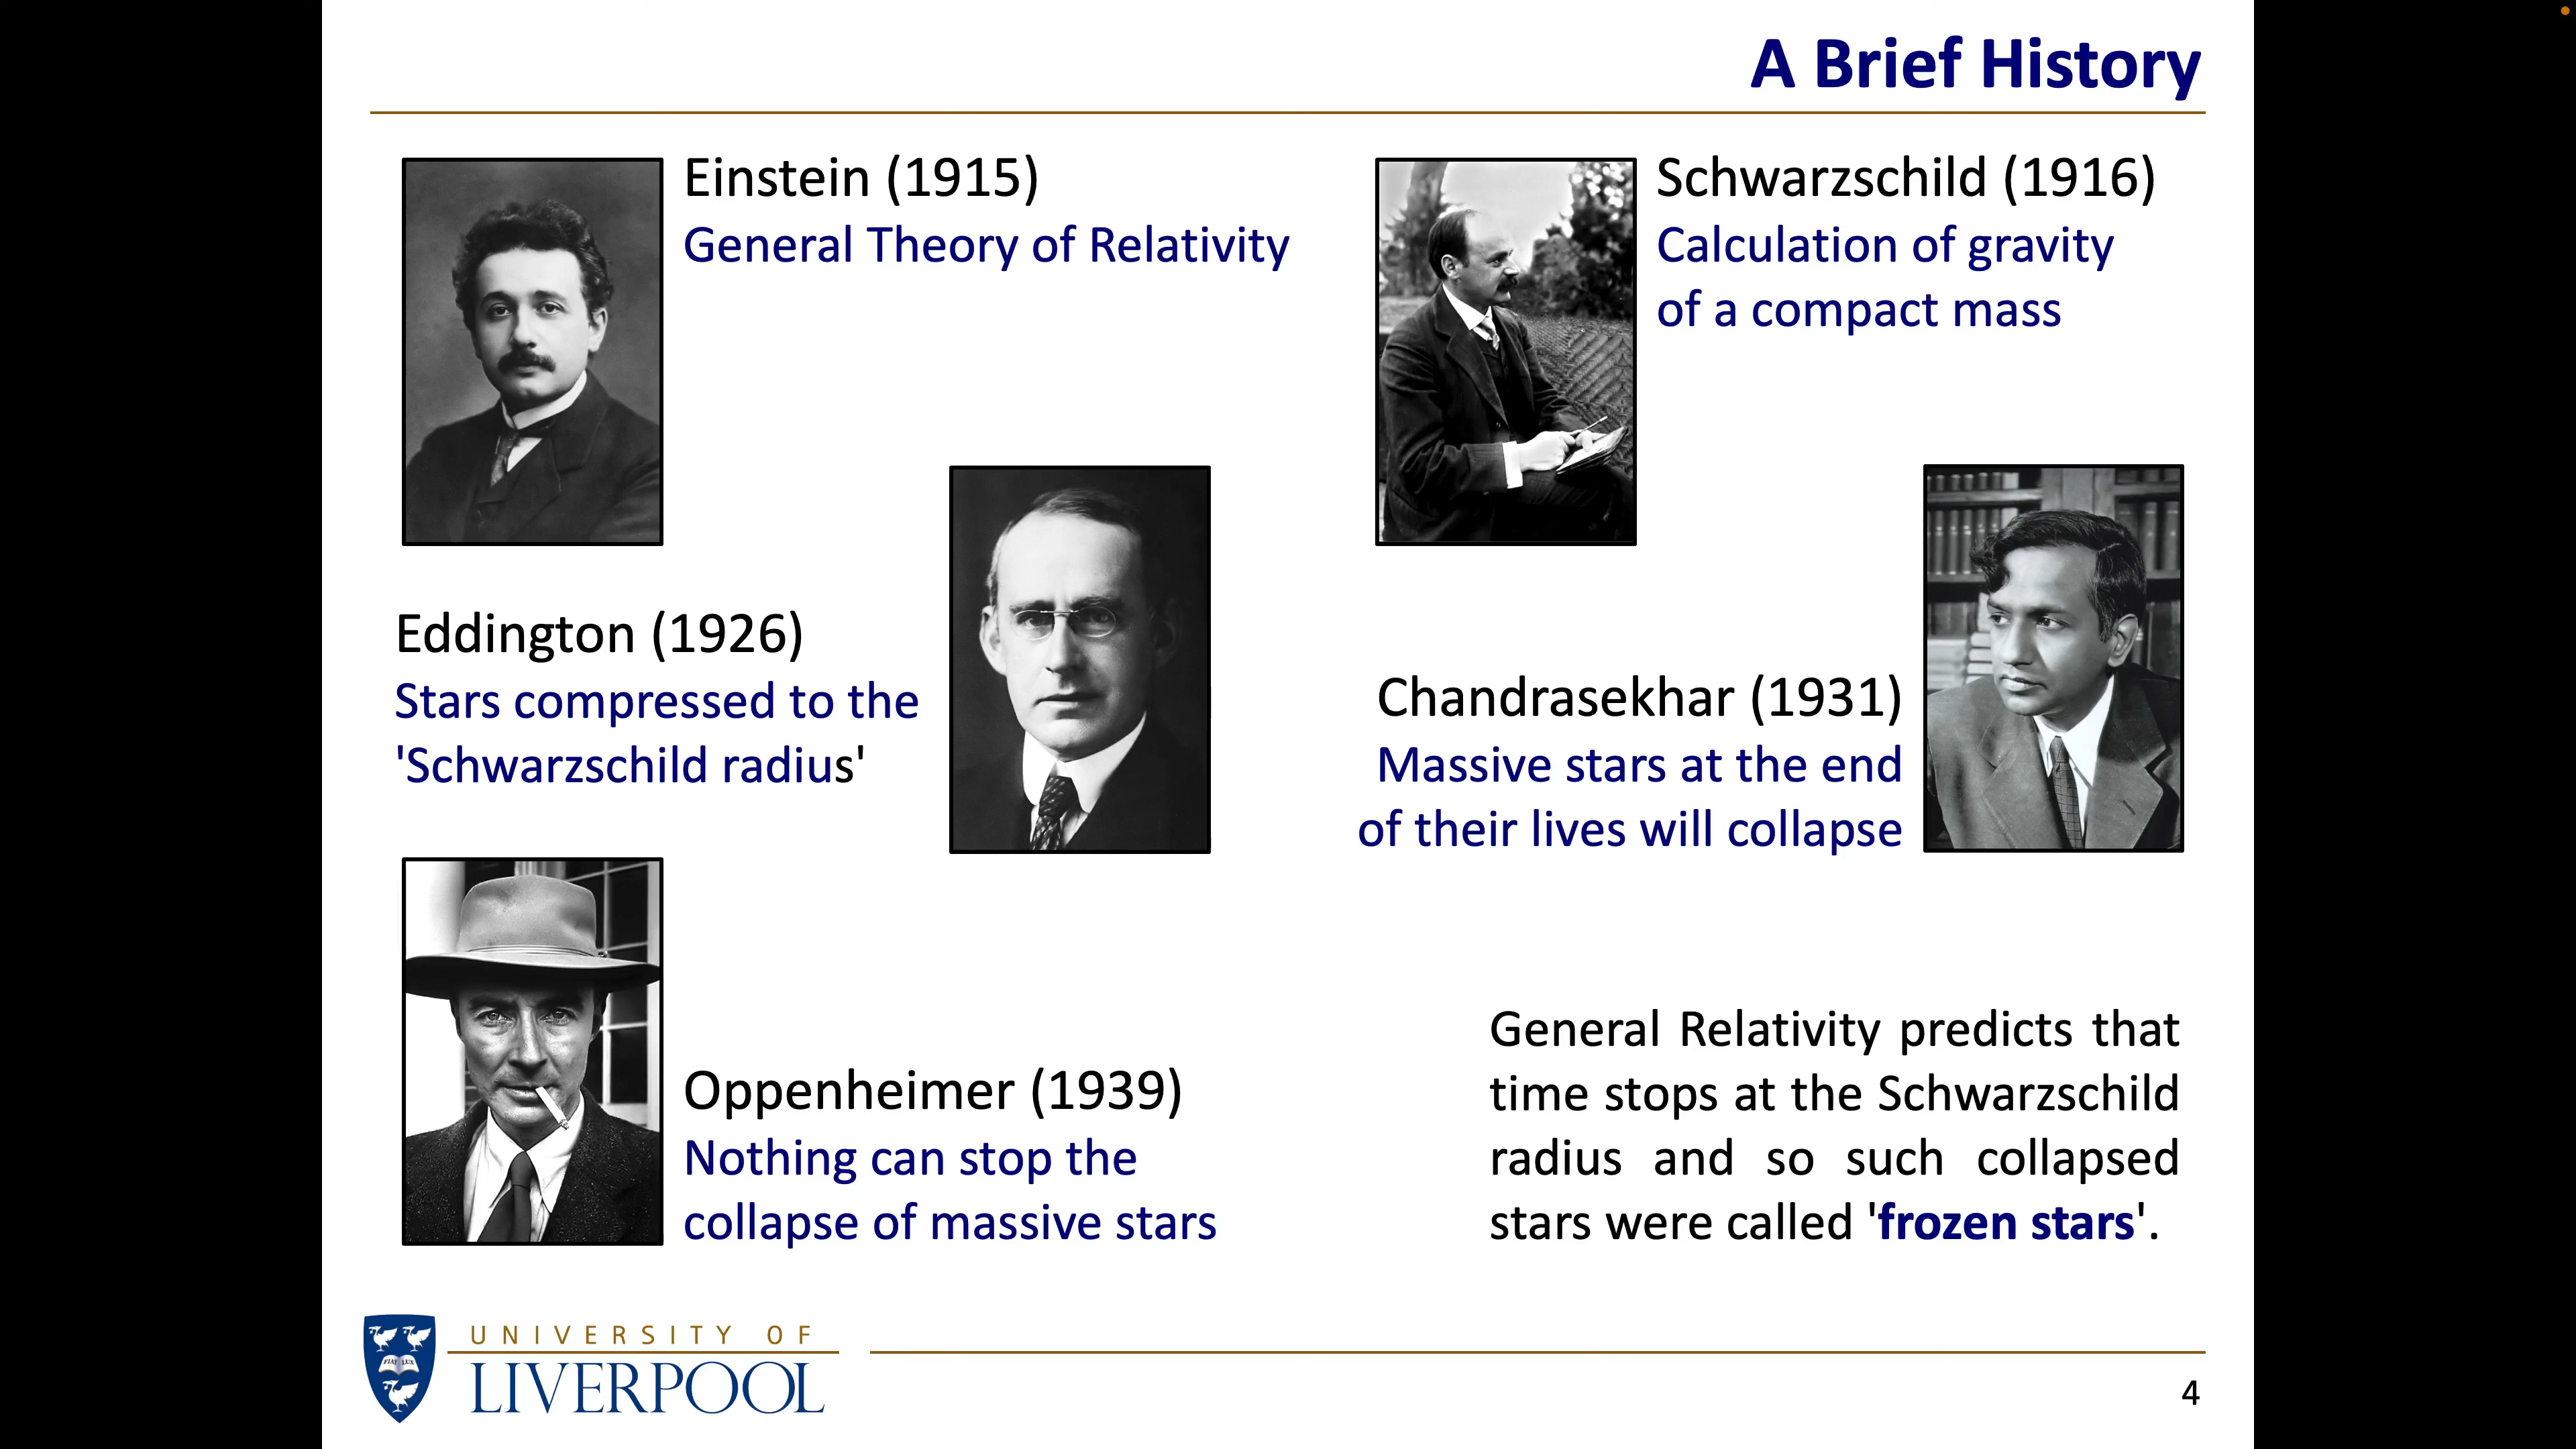 A Brief History
Einstein (1915)
General Theory of Relativity
Schwarzschild (1916)
Calculation of gravity
of a compact mass
Eddington (1926)
Stars compressed to the
'Schwarzschild radius'
Chandrasekhar (1931)
Massive stars at the end
of their lives will collapse
Oppenheimer (1939)
Nothing can stop the
collapse of massive stars
General Relativity predicts that
time stops at the Schwarzschild
radius and so such collapsed
stars were called 'frozen stars'.
FIAT LUX
UNIVERSITY OF
LIVERPOOL
4